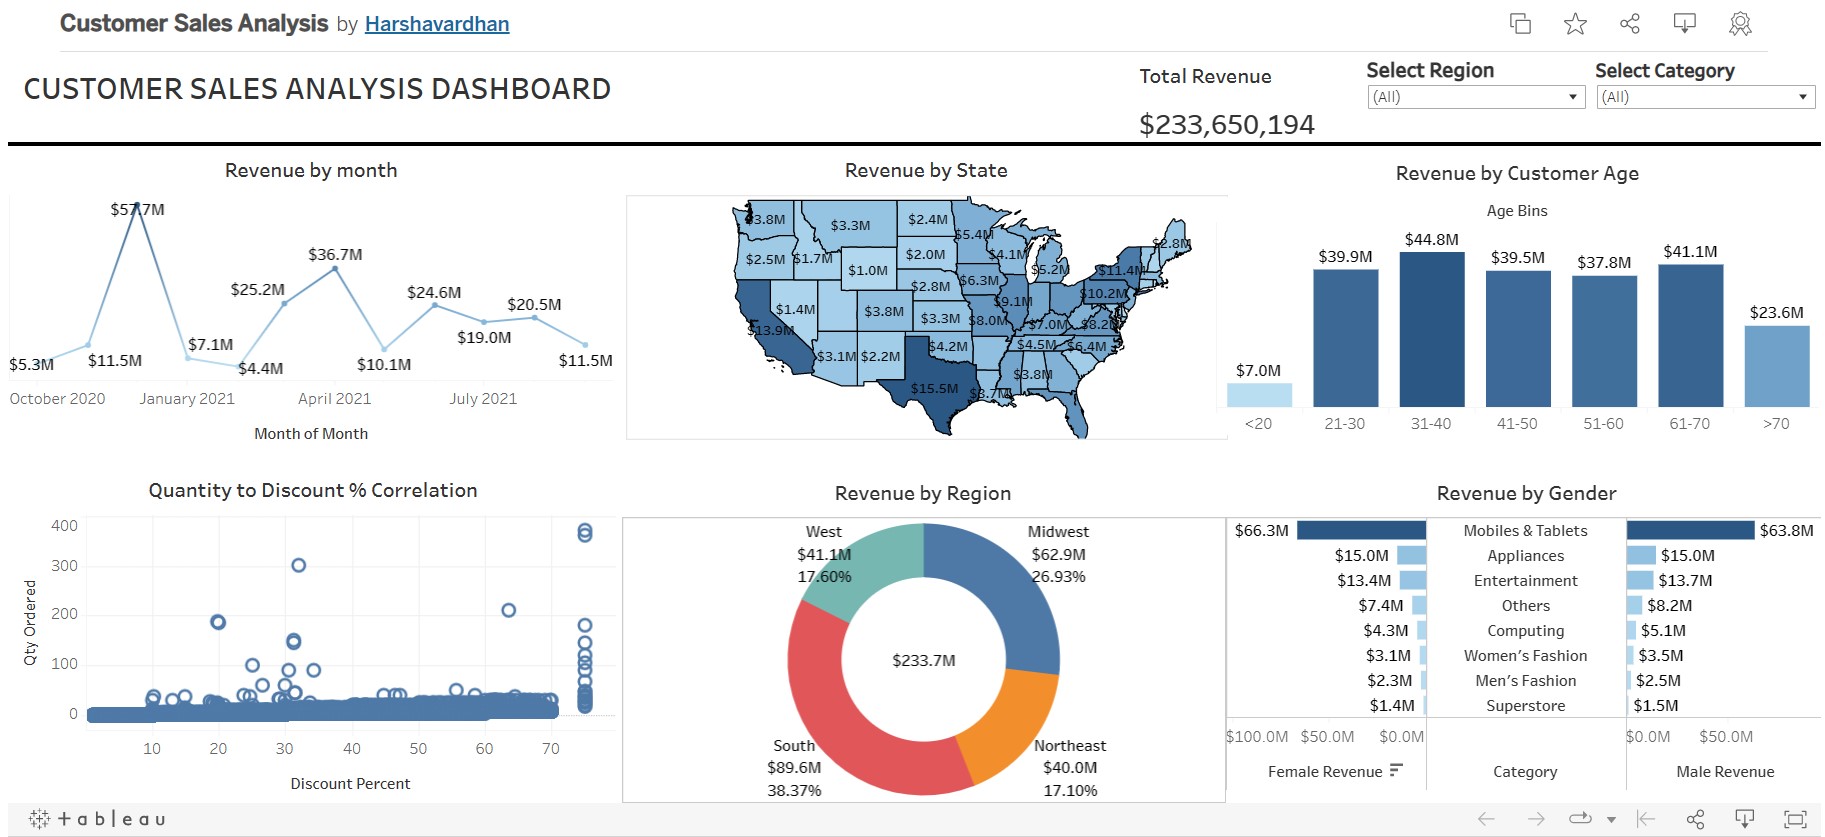 Customer Sales Analysis by Harshavardhan
CUSTOMER SALES ANALYSIS DASHBOARD
Total Revenue
$233,650,194
Select Region
(All)
Select Category
(All)
Revenue by month
$57.7M
$36.7M
$25.2M
$24.6M
$20.5M
$19.0M
$7.1M
$5.3M
$11.5M
$4.4M
$10.1M
$11.5M
October 2020
January 2021
April 2021
July 2021
Month of Month
Revenue by State
$3.8M
$3.3M
$2.4M
$5.4M
$2.8M
$2.5M
$1.7M
$1.0M
$2.0M
$4.1M
$5.2M
$11.4M
$2.8M
$6.3M
$10.2M
$1.4M
$3.8M
$3.3M
$9.1M
$13.9M
$8.0M
$7.0M
$8.2M
$3.1M
$2.2M
$4.2M
$4.5M
$6.4M
$15.5M
$3.7M
$3.8M
Revenue by Customer Age
Age Bins
$7.0M
$39.9M
$44.8M
$39.5M
$37.8M
$41.1M
$23.6M
<20
21-30
31-40
41-50
51-60
61-70
>70
Quantity to Discount % Correlation
Qty Ordered
400
300
200
100
0
10
20
30
40
50
60
70
Discount Percent
Revenue by Region
West
$41.1M
17.60%
Midwest
$62.9M
26.93%
$233.7M
South
$89.6M
38.37%
Northeast
$40.0M
17.10%
Revenue by Gender
$66.3M Mobiles & Tablets $63.8M
$15.0M Appliances $15.0M
$13.4M Entertainment $13.7M
$7.4M Others $8.2M
$4.3M Computing $5.1M
$3.1M Women's Fashion $3.5M
$2.3M Men's Fashion $2.5M
$1.4M Superstore $1.5M
$100.0M $50.0M $0.0M
$0.0M $50.0M
Female Revenue
Category
Male Revenue
+ a b l e a u